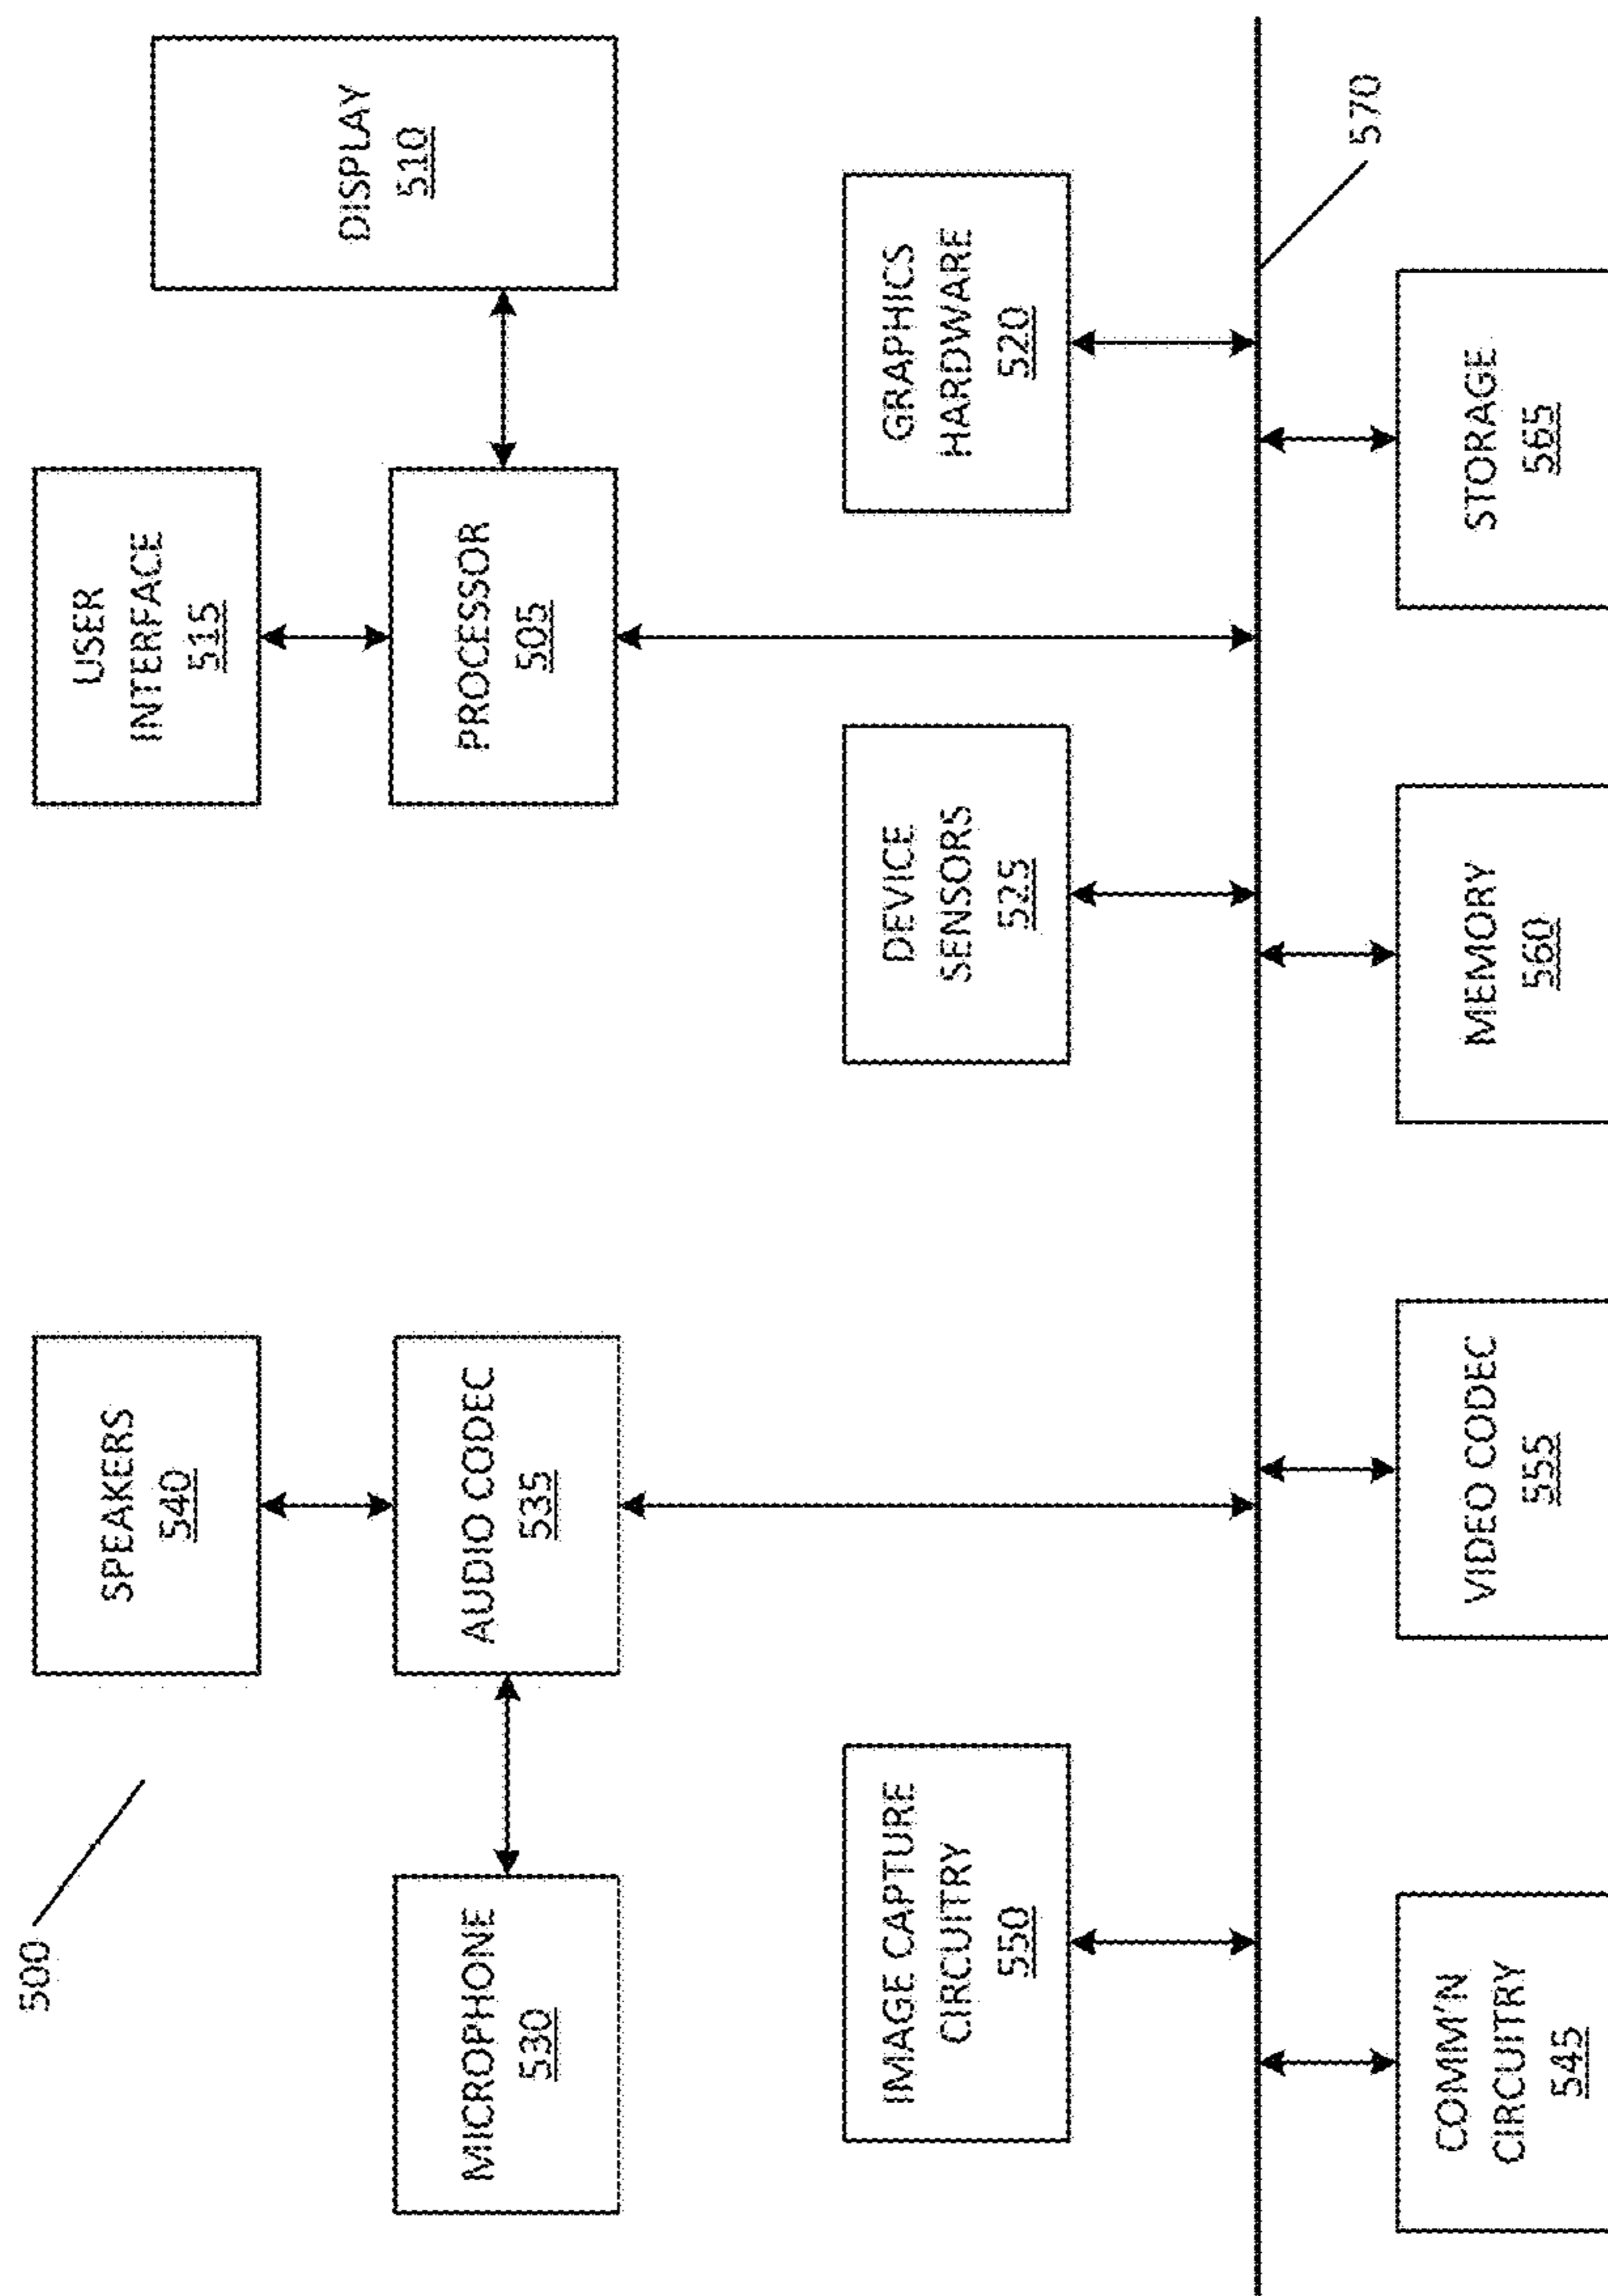 500
SPEAKERS
540
USER
INTERFACE
515
DISPLAY
510
MICROPHONE
530
AUDIO CODEC
535
PROCESSOR
505
IMAGE CAPTURE
CIRCUITRY
550
DEVICE
SENSORS
525
GRAPHICS
HARDWARE
520
570
COMM'N
CIRCUITRY
545
VIDEO CODEC
555
MEMORY
560
STORAGE
565